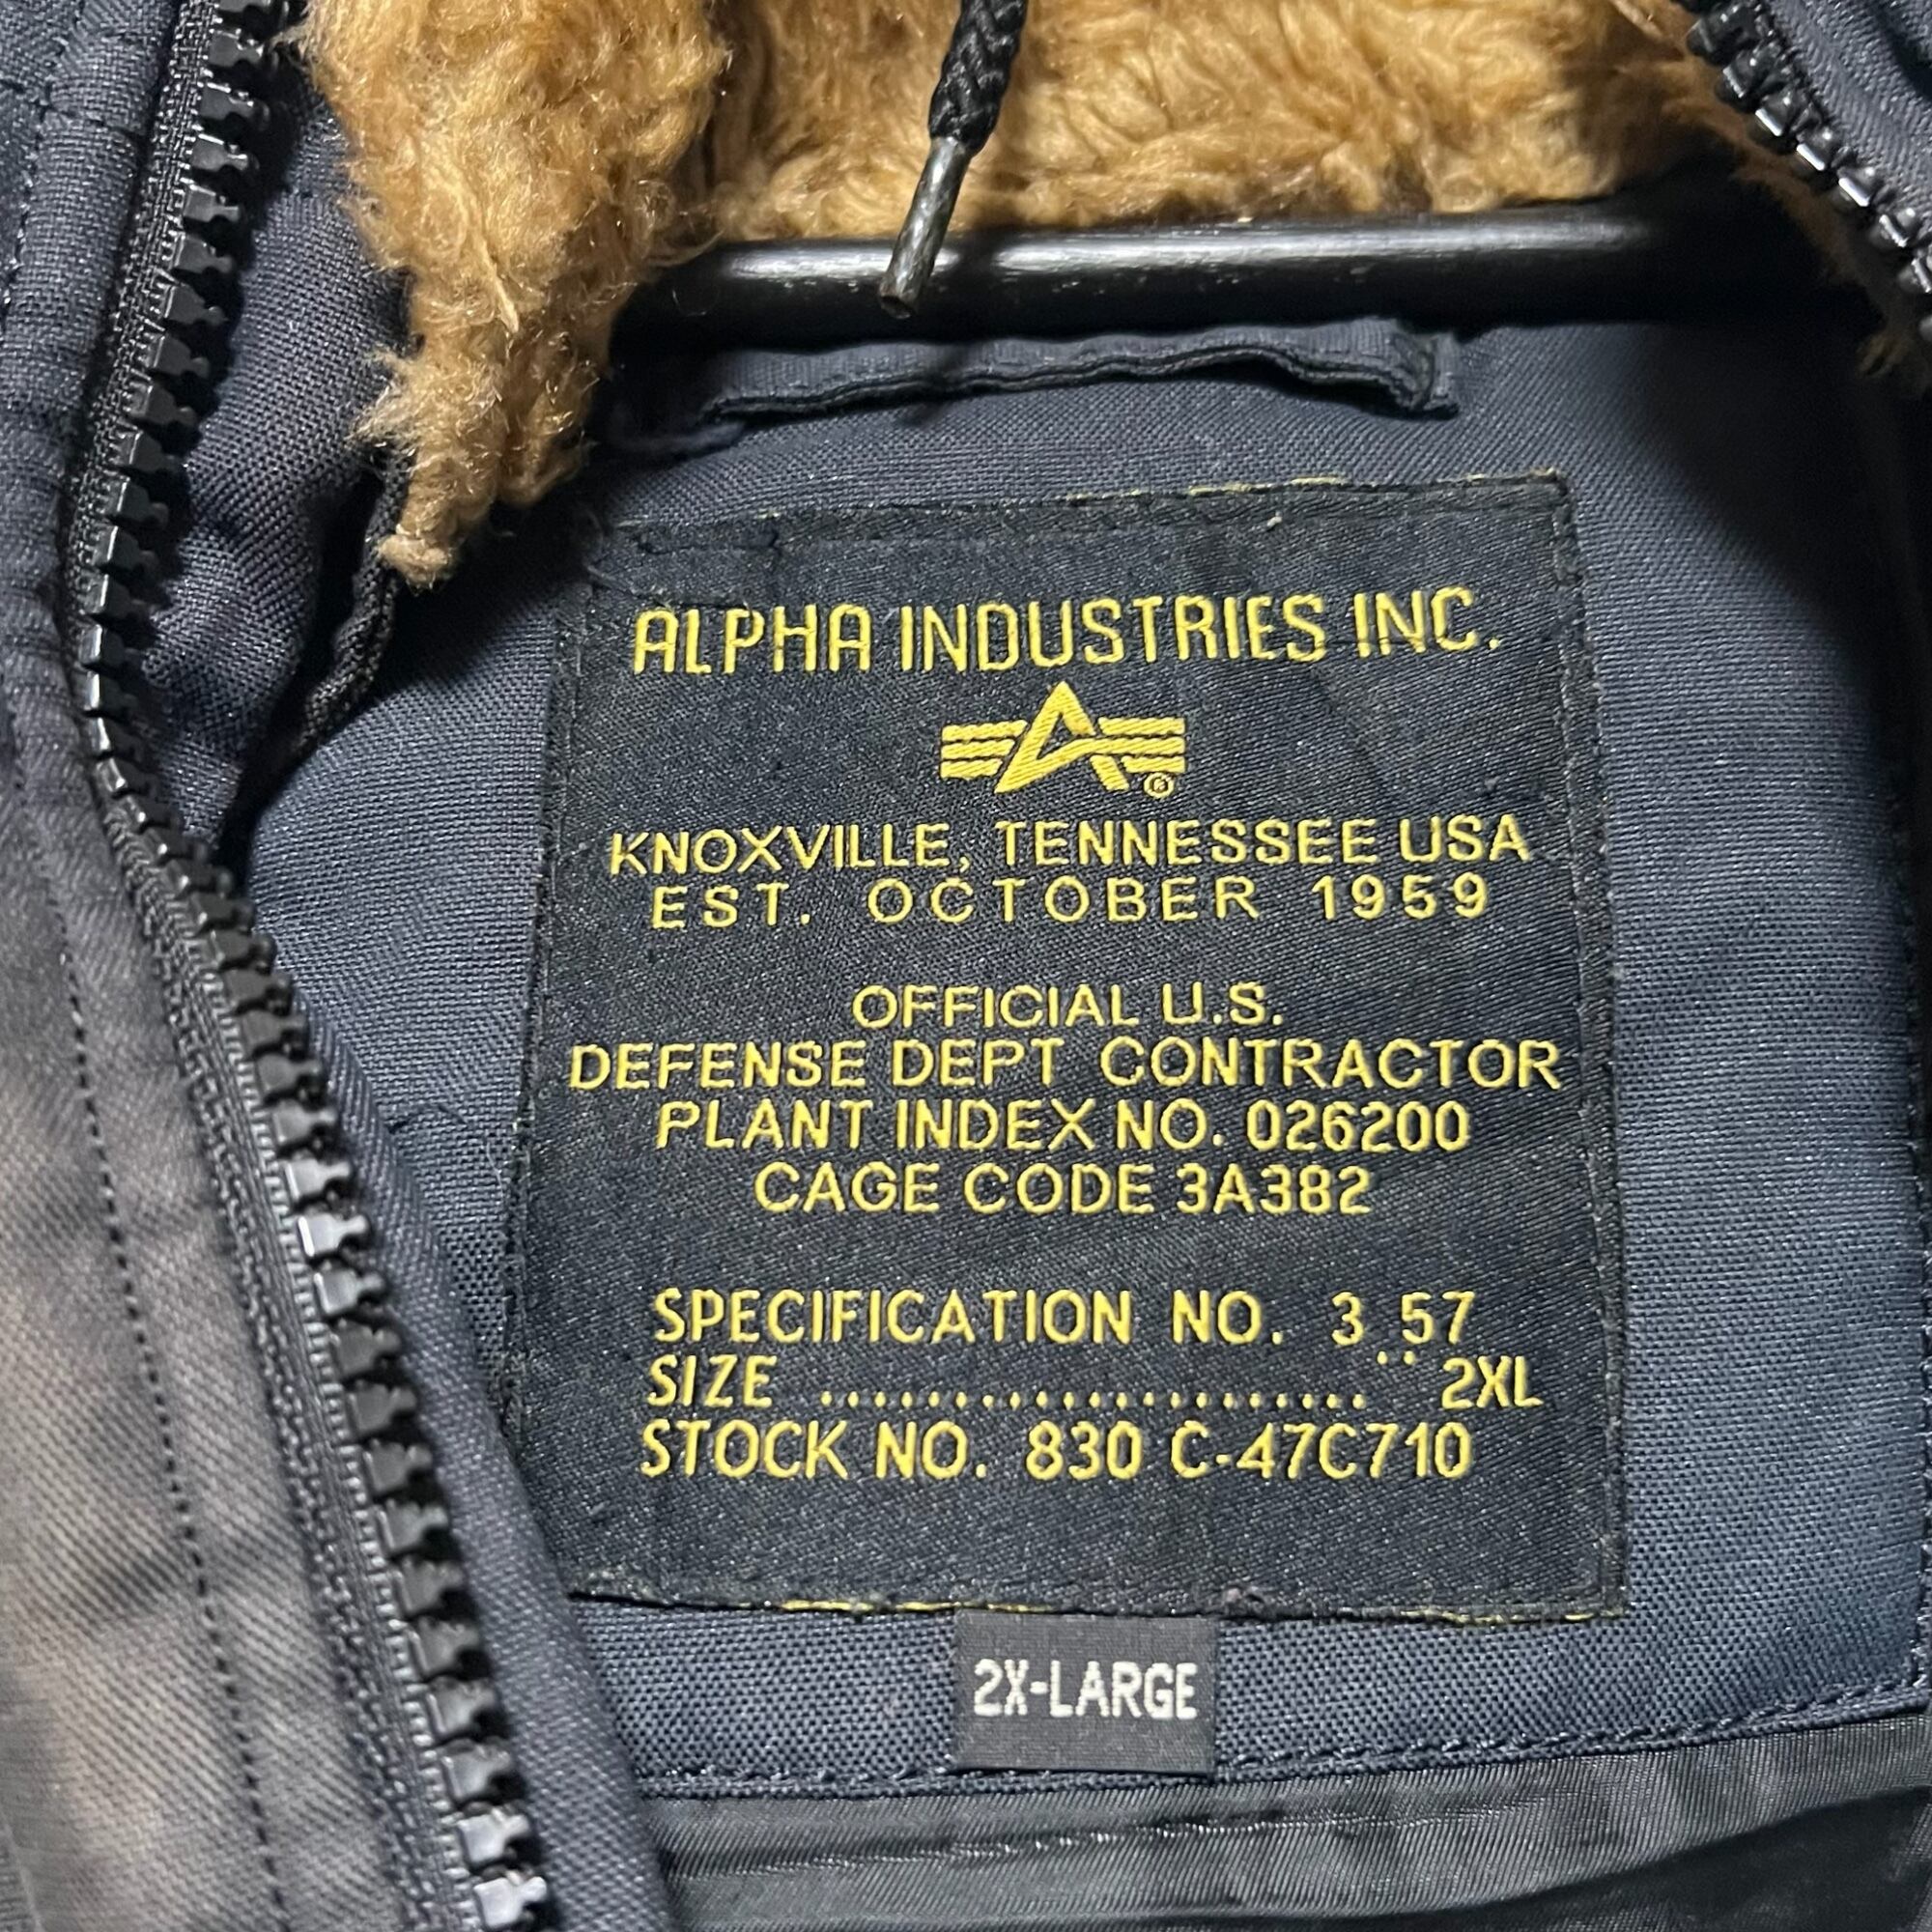 ALPHA INDUSTRIES INC.
®
KNOXVILLE, TENNESSEE USA
EST. OCTOBER 1959
OFFICIAL U.S.
DEFENSE DEPT CONTRACTOR
PLANT INDEX NO. 026200
CAGE CODE 3A382
SPECIFICATION NO. 3 57
SIZE ....................... 2XL
STOCK NO. 830 C-47C710
2X-LARGE